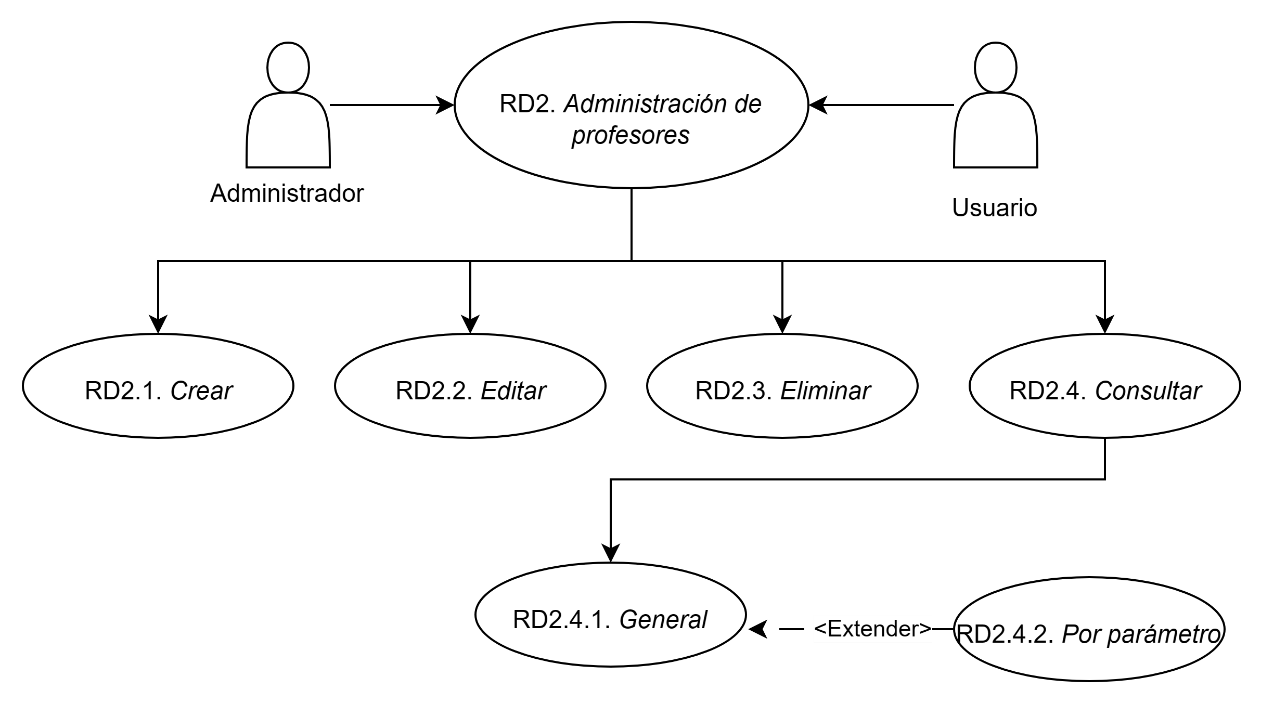 RD2. Administración de
profesores
Administrador
Usuario
RD2.1. Crear
RD2.2. Editar
RD2.3. Eliminar
RD2.4. Consultar
RD2.4.1. General
<Extender>
RD2.4.2. Por parámetro